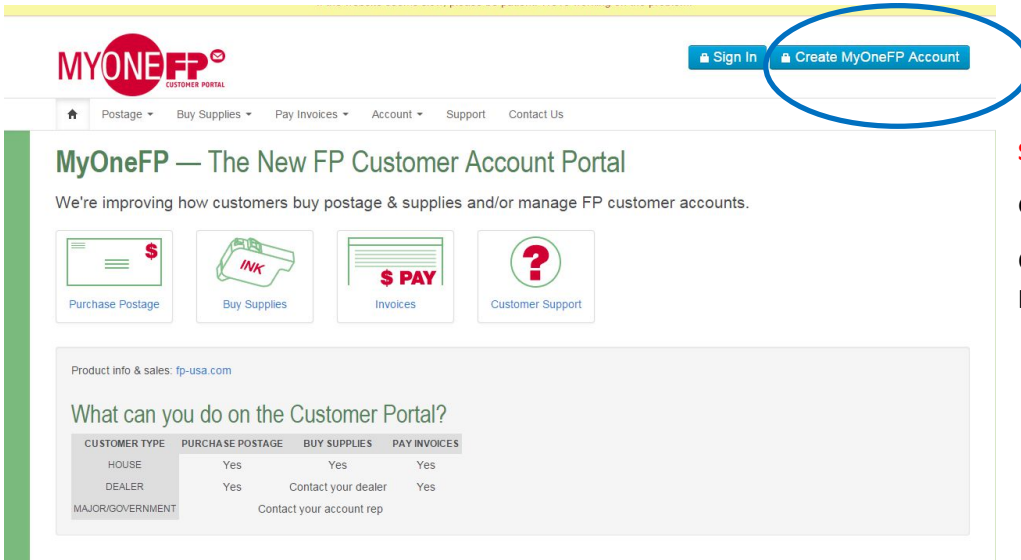 Sign In
Create MyOneFP Account
MYONEFP®
CUSTOMER PORTAL
Postage
Buy Supplies
Pay Invoices
Account
Support
Contact Us
MyOneFP — The New FP Customer Account Portal
We're improving how customers buy postage & supplies and/or manage FP customer accounts.
$
INK
$ PAY
?
Purchase Postage
Buy Supplies
Invoices
Customer Support
Product info & sales: fp-usa.com
What can you do on the Customer Portal?
CUSTOMER TYPE PURCHASE POSTAGE BUY SUPPLIES PAY INVOICES
HOUSE Yes Yes Yes
DEALER Yes Contact your dealer Yes
MAJOR/GOVERNMENT Contact your account rep